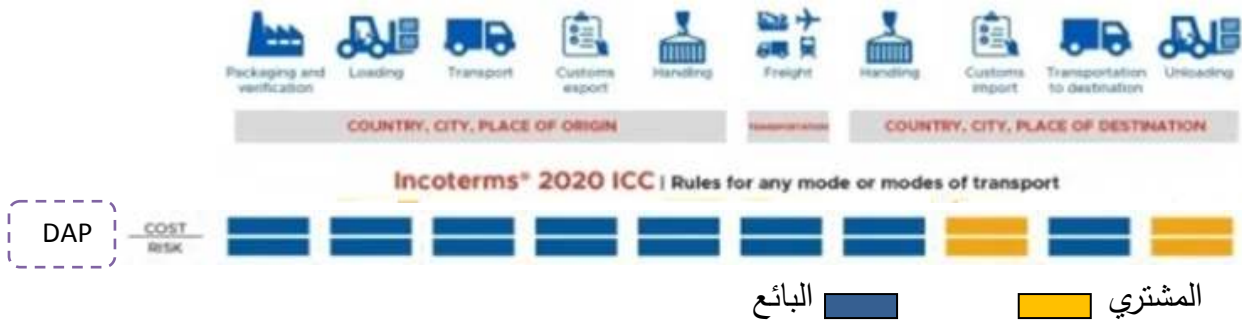 Packaging and verification
Loading
Transport
Customs export
Handling
Freight
Handling
Customs import
Transportation to destination
Unloading
COUNTRY, CITY, PLACE OF ORIGIN
TRANSPORTATION
COUNTRY, CITY, PLACE OF DESTINATION
Incoterms® 2020 ICC | Rules for any mode or modes of transport
DAP
COST
RISK
المشتري
البائع